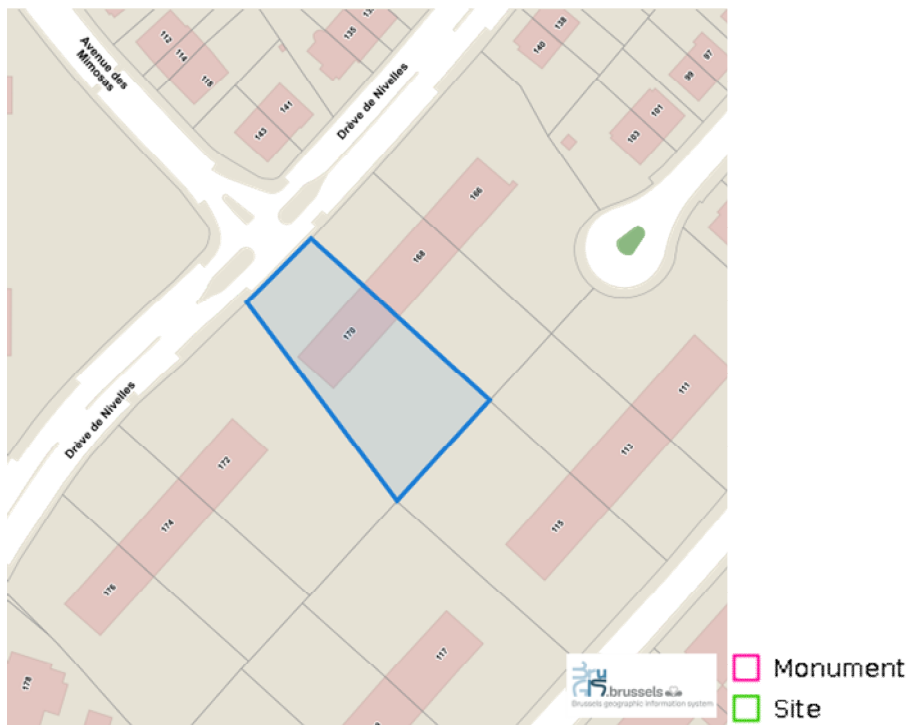 Avenue des
Mimosas
112
114
116
135
141
143
Drève de Nivelles
138
140
97
99
101
103
166
168
170
111
113
115
Drève de Nivelles
172
174
176
117
178
.brussels
Brussels geographic information system
Monument
Site